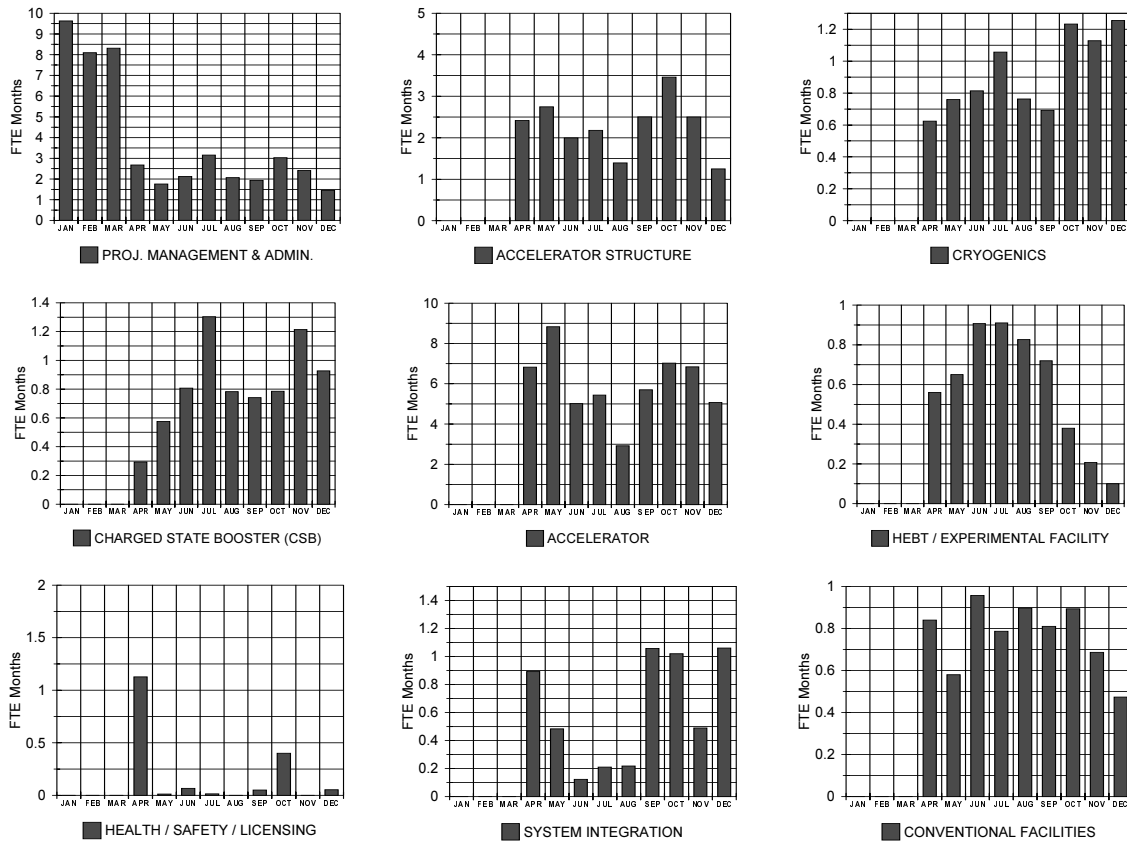 FTE Months
10
9
8
7
6
5
4
3
2
1
0
JAN FEB MAR APR MAY JUN JUL AUG SEP OCT NOV DEC
PROJ. MANAGEMENT & ADMIN.
FTE Months
5
4
3
2
1
0
JAN FEB MAR APR MAY JUN JUL AUG SEP OCT NOV DEC
ACCELERATOR STRUCTURE
FTE Months
1.2
1
0.8
0.6
0.4
0.2
0
JAN FEB MAR APR MAY JUN JUL AUG SEP OCT NOV DEC
CRYOGENICS
FTE Months
1.4
1.2
1
0.8
0.6
0.4
0.2
0
JAN FEB MAR APR MAY JUN JUL AUG SEP OCT NOV DEC
CHARGED STATE BOOSTER (CSB)
FTE Months
10
8
6
4
2
0
JAN FEB MAR APR MAY JUN JUL AUG SEP OCT NOV DEC
ACCELERATOR
FTE Months
1
0.8
0.6
0.4
0.2
0
JAN FEB MAR APR MAY JUN JUL AUG SEP OCT NOV DEC
HEBT / EXPERIMENTAL FACILITY
FTE Months
2
1.5
1
0.5
0
JAN FEB MAR APR MAY JUN JUL AUG SEP OCT NOV DEC
HEALTH / SAFETY / LICENSING
FTE Months
1.4
1.2
1
0.8
0.6
0.4
0.2
0
JAN FEB MAR APR MAY JUN JUL AUG SEP OCT NOV DEC
SYSTEM INTEGRATION
FTE Months
1
0.8
0.6
0.4
0.2
0
JAN FEB MAR APR MAY JUN JUL AUG SEP OCT NOV DEC
CONVENTIONAL FACILITIES